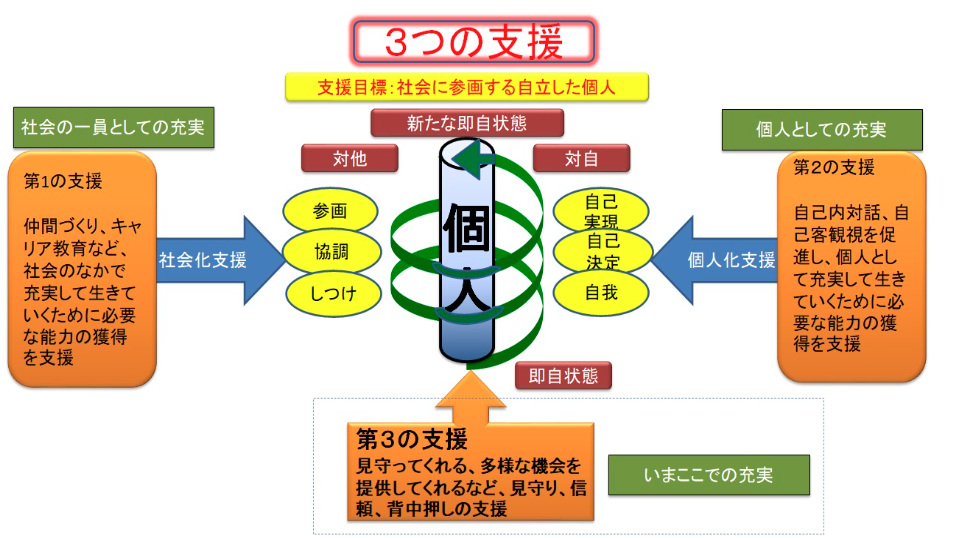 ３つの支援
支援目標：社会に参画する自立した個人
新たな即自状態
社会の一員としての充実
個人としての充実
対他
対自
第1の支援
仲間づくり、キャ
リア教育など、
社会のなかで
充実して生きて
いくために必要
な能力の獲得
を支援
社会化支援
参画
協調
しつけ
個人
自己
実現
自己
決定
自我
個人化支援
第２の支援
自己内対話、自
己客観視を促
進し、個人とし
て充実して生き
ていくために必
要な能力の獲
得を支援
即自状態
第３の支援
見守ってくれる、多様な機会を
提供してくれるなど、見守り、信
頼、背中押しの支援
いまここでの充実